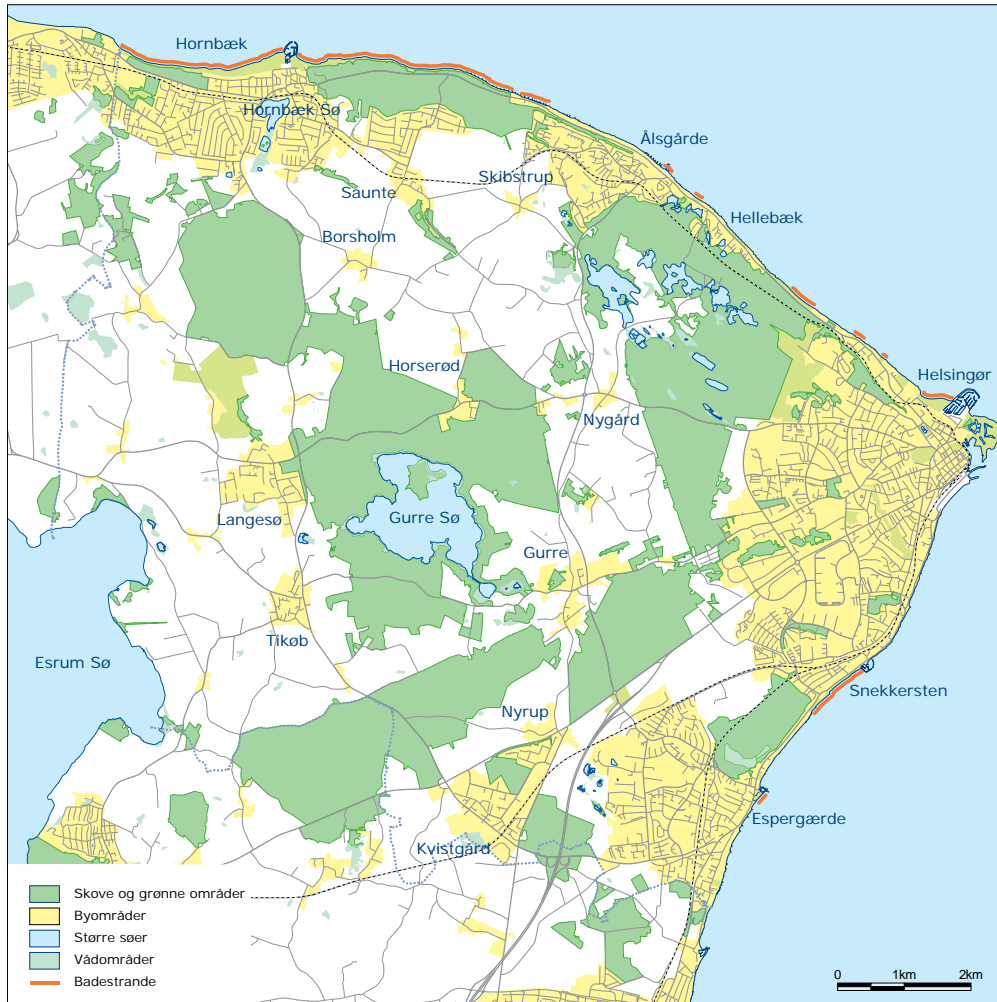 Hornbæk
Hornbæk Sø
Ålsgårde
Skibstrup
Saunte
Hellebæk
Borsholm
Horserød
Helsingør
Nygård
Langesø
Gurre Sø
Gurre
Tikøb
Esrum Sø
Snekkersten
Nyrup
Espergærde
Kvistgård
Skove og grønne områder
Byområder
Større søer
Vådområder
Badestrande
0 1km 2km